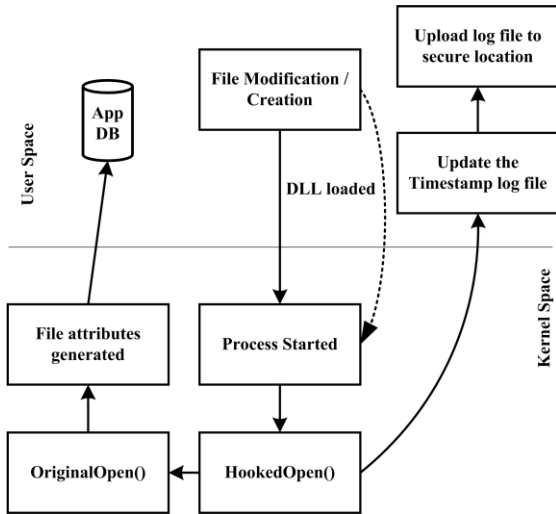 Upload log file to
secure location
File Modification /
Creation
App
DB
User Space
DLL loaded
Update the
Timestamp log file
Kernel Space
File attributes
generated
Process Started
OriginalOpen()
HookedOpen()